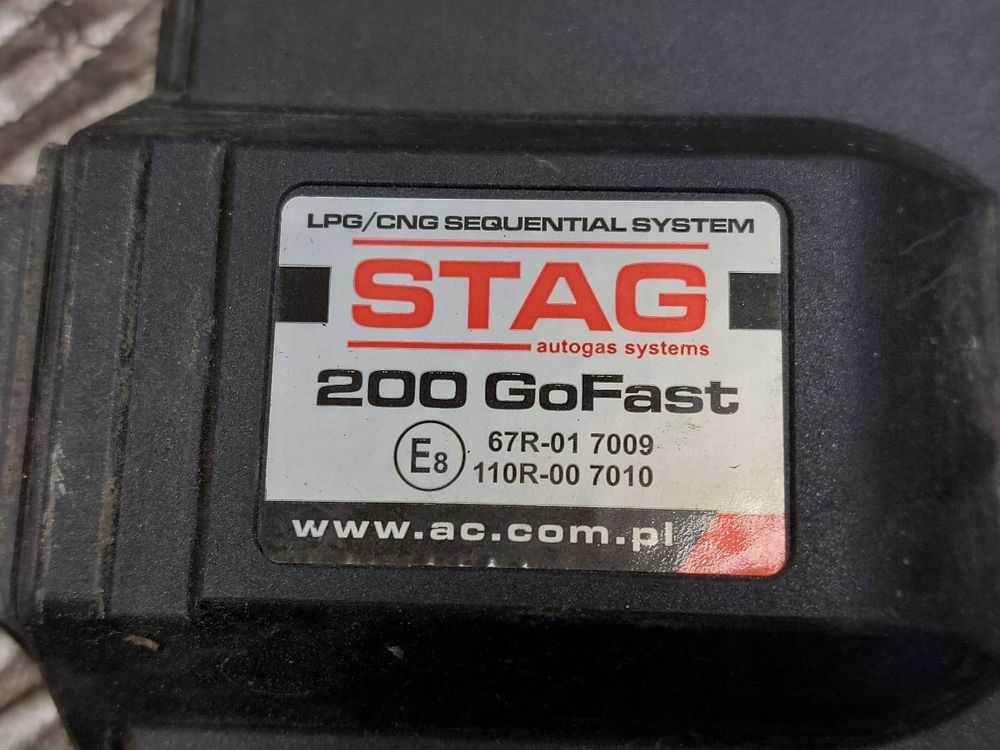 LPG/CNG SEQUENTIAL SYSTEM
STAG
autogas systems
200 GoFast
E8 67R-01 7009
110R-00 7010
www.ac.com.pl